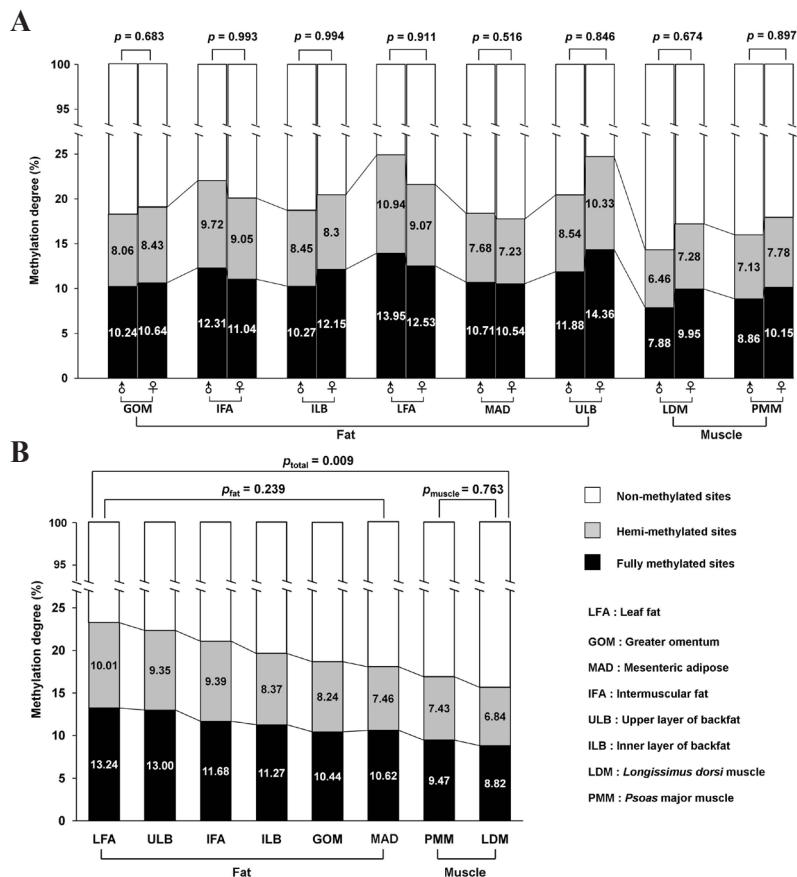 A
p = 0.683 p = 0.993 p = 0.994 p = 0.911 p = 0.516 p = 0.846 p = 0.674 p = 0.897
Methylation degree (%)
100
95
25
20
15
10
5
0
8.06 8.43 9.72 9.05 8.45 8.3 10.94 9.07 7.68 7.23 8.54 10.33 6.46 7.28 7.13 7.78
10.24 10.64 12.31 11.04 10.27 12.15 13.95 12.53 10.71 10.54 11.88 14.36 7.88 9.95 8.86 10.15
♂ ♀ ♂ ♀ ♂ ♀ ♂ ♀ ♂ ♀ ♂ ♀ ♂ ♀ ♂ ♀
GOM IFA ILB LFA MAD ULB LDM PMM
Fat Muscle
B
ptotal = 0.009
pfat = 0.239 pmuscle = 0.763
Methylation degree (%)
100
95
25
20
15
10
5
0
10.01 9.35 9.39 8.37 8.24 7.46 7.43 6.84
13.24 13.00 11.68 11.27 10.44 10.62 9.47 8.82
LFA ULB IFA ILB GOM MAD PMM LDM
Fat Muscle
Non-methylated sites
Hemi-methylated sites
Fully methylated sites
LFA : Leaf fat
GOM : Greater omentum
MAD : Mesenteric adipose
IFA : Intermuscular fat
ULB : Upper layer of backfat
ILB : Inner layer of backfat
LDM : Longissimus dorsi muscle
PMM : Psoas major muscle